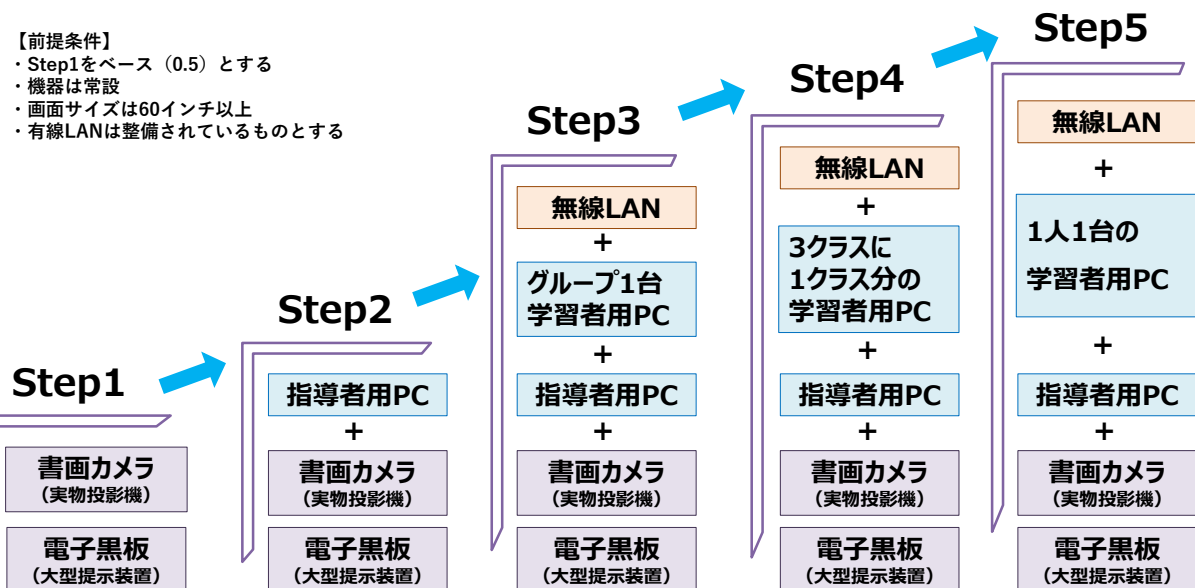 【前提条件】
・Step1をベース（0.5）とする
・機器は常設
・画面サイズは60インチ以上
・有線LANは整備されているものとする
Step1
書画カメラ
（実物投影機）
電子黒板
（大型提示装置）
Step2
指導者用PC
+
書画カメラ
（実物投影機）
電子黒板
（大型提示装置）
Step3
無線LAN
+
グループ1台
学習者用PC
+
指導者用PC
+
書画カメラ
（実物投影機）
電子黒板
（大型提示装置）
Step4
無線LAN
+
3クラスに
1クラス分の
学習者用PC
+
指導者用PC
+
書画カメラ
（実物投影機）
電子黒板
（大型提示装置）
Step5
無線LAN
+
1人1台の
学習者用PC
+
指導者用PC
+
書画カメラ
（実物投影機）
電子黒板
（大型提示装置）